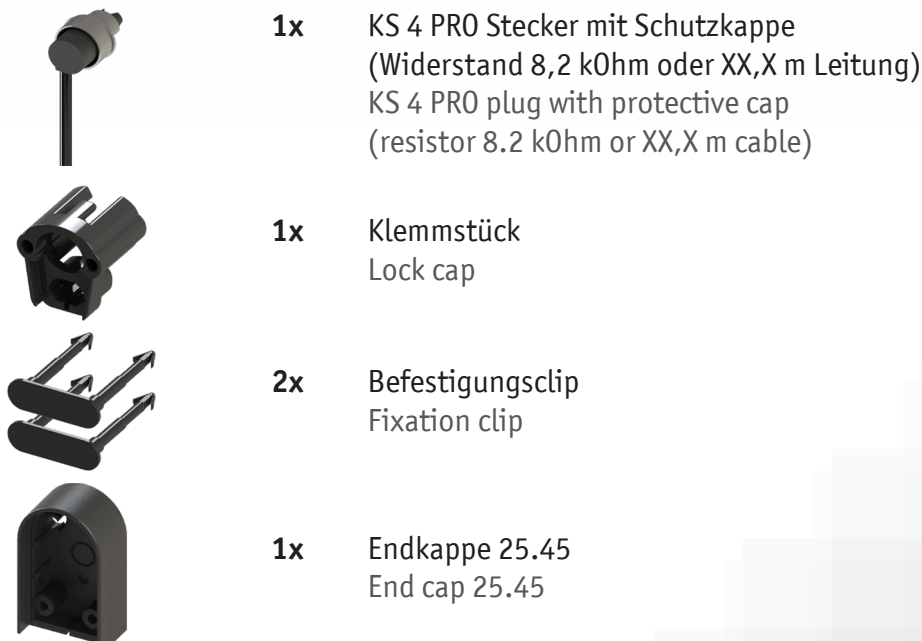 1x KS 4 PRO Stecker mit Schutzkappe
(Widerstand 8,2 kOhm oder XX,X m Leitung)
KS 4 PRO plug with protective cap
(resistor 8.2 kOhm or XX,X m cable)
1x Klemmstück
Lock cap
2x Befestigungsclip
Fixation clip
1x Endkappe 25.45
End cap 25.45